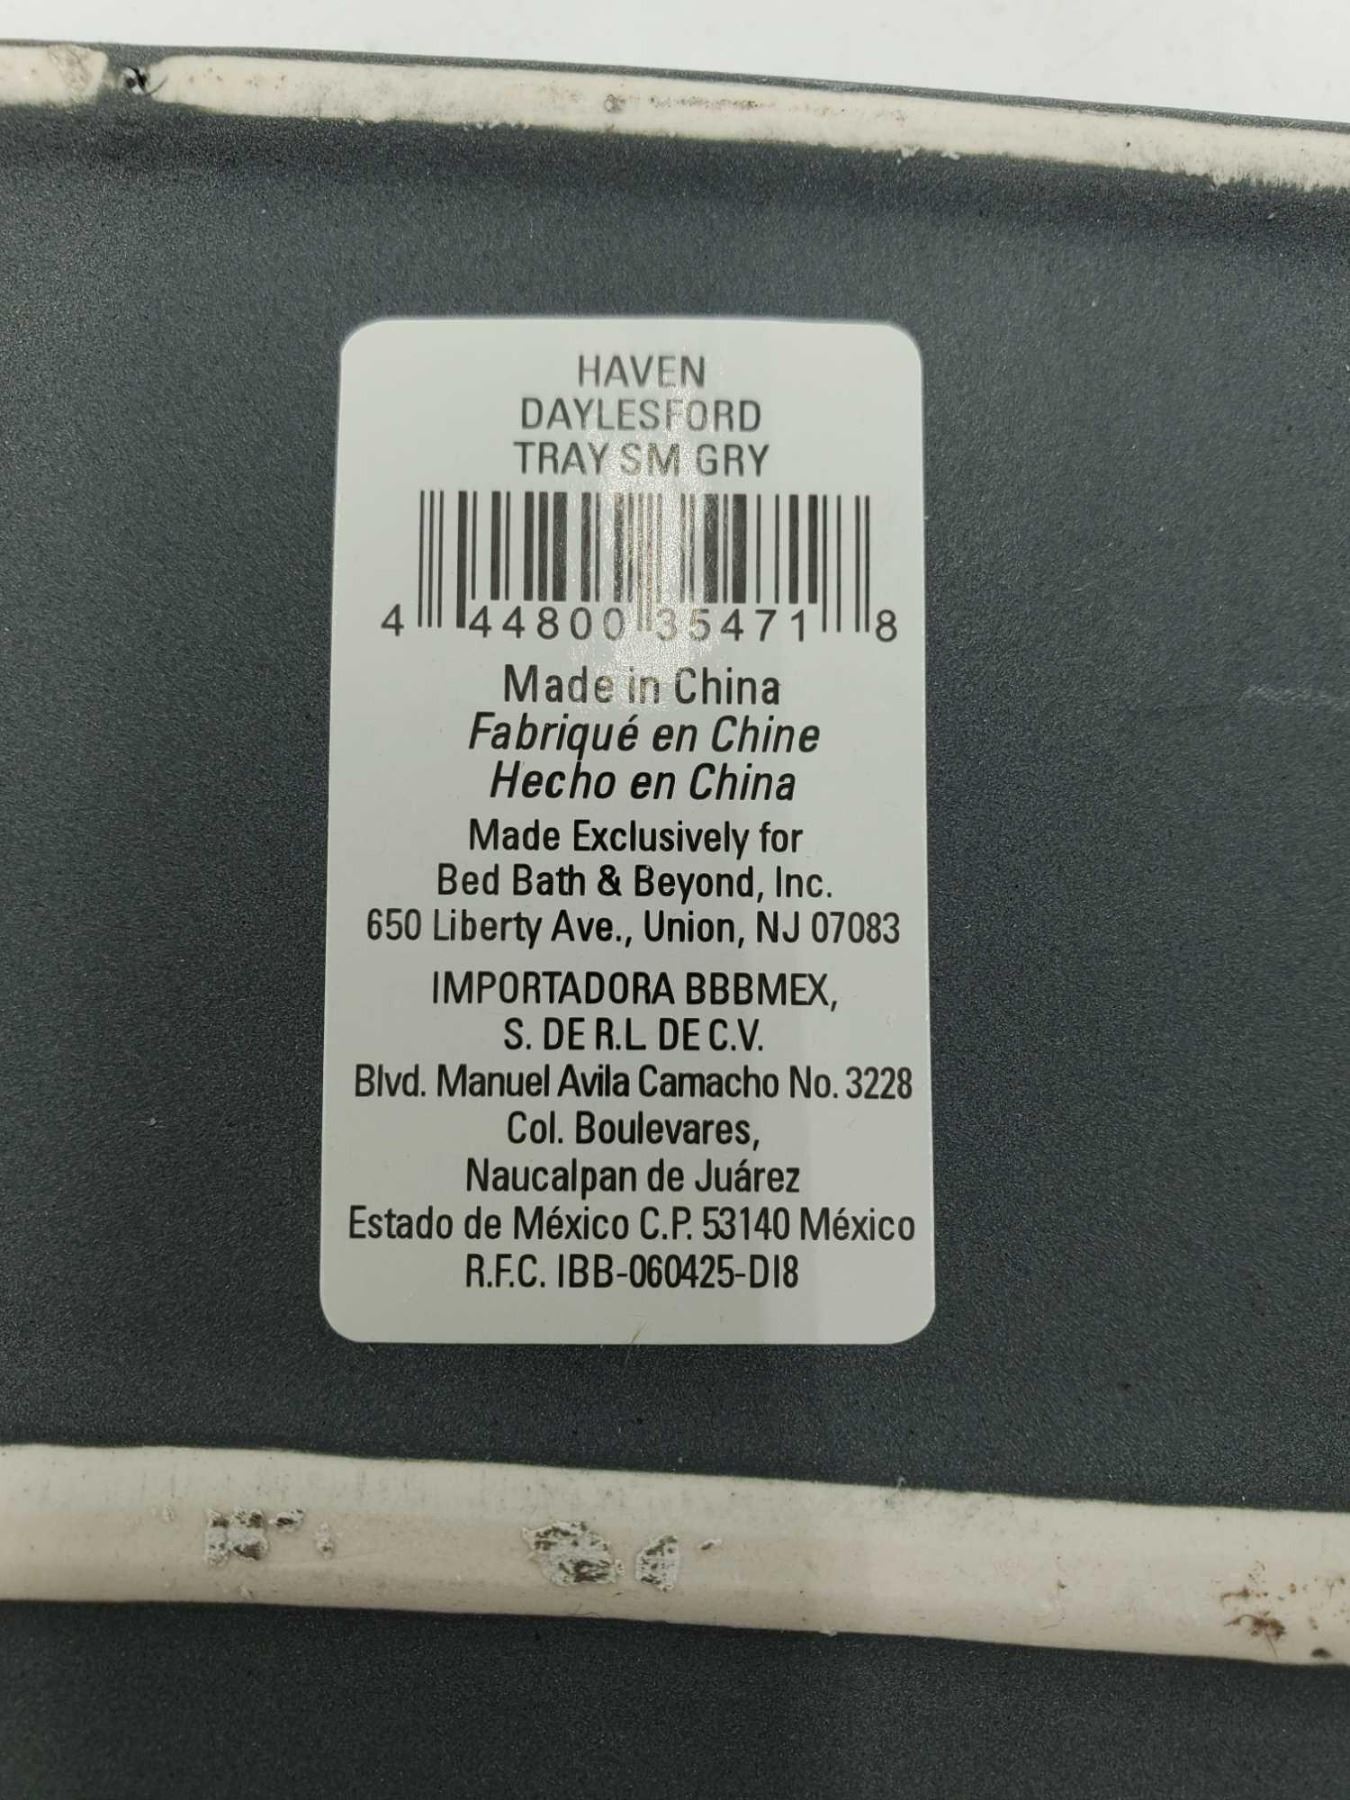 HAVEN
DAYLESFORD
TRAY SM GRY
4 44800 35471 8
Made in China
Fabriqué en Chine
Hecho en China
Made Exclusively for
Bed Bath & Beyond, Inc.
650 Liberty Ave., Union, NJ 07083
IMPORTADORA BBBMEX,
S. DE R.L. DE C.V.
Blvd. Manuel Avila Camacho No. 3228
Col. Boulevares,
Naucalpan de Juárez
Estado de México C.P. 53140 México
R.F.C. IBB-060425-DI8